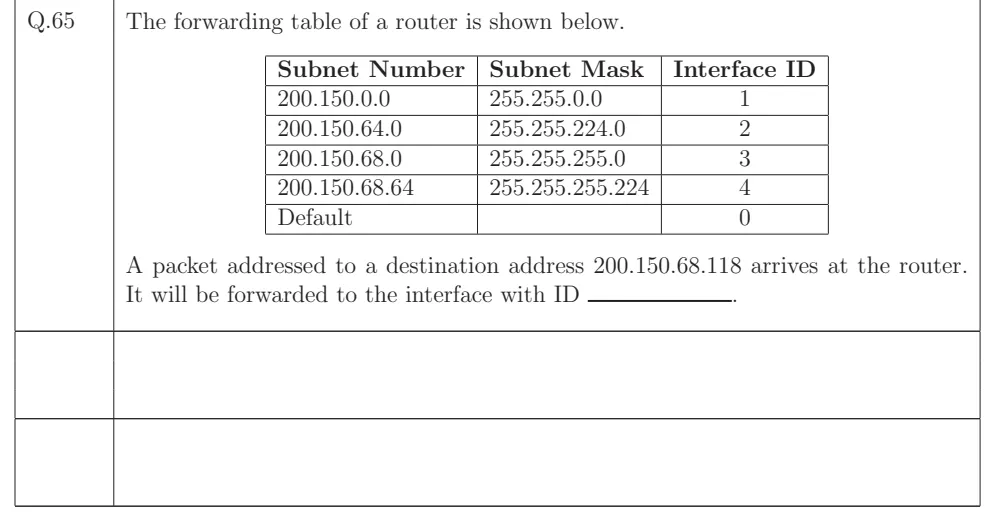 Q.65 The forwarding table of a router is shown below.
Subnet Number Subnet Mask Interface ID
200.150.0.0 255.255.0.0 1
200.150.64.0 255.255.224.0 2
200.150.68.0 255.255.255.0 3
200.150.68.64 255.255.255.224 4
Default 0
A packet addressed to a destination address 200.150.68.118 arrives at the router.
It will be forwarded to the interface with ID ________.